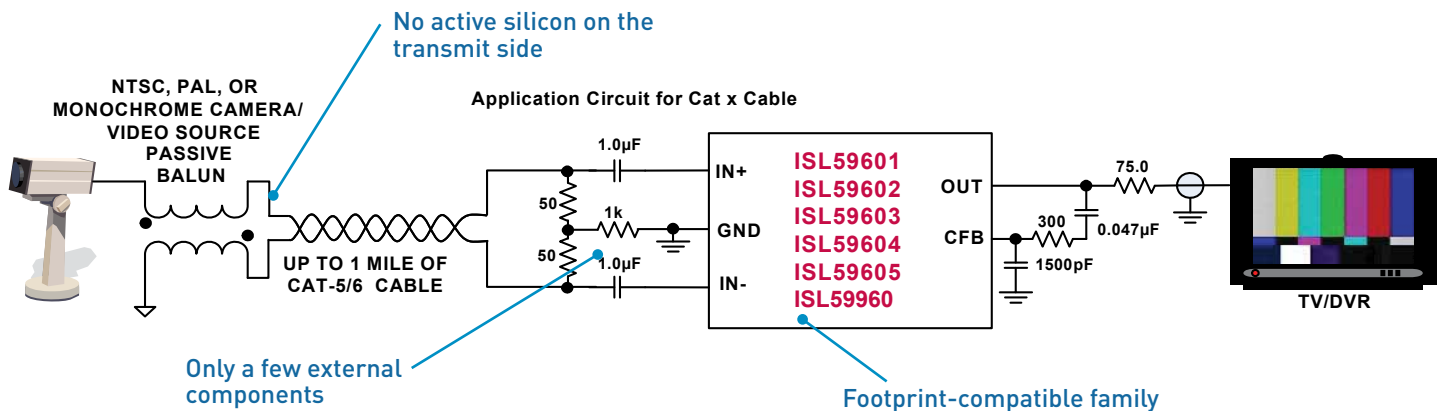 No active silicon on the
transmit side
NTSC, PAL, OR
MONOCHROME CAMERA/
VIDEO SOURCE
PASSIVE
BALUN
UP TO 1 MILE OF
CAT-5/6 CABLE
Application Circuit for Cat x Cable
1.0µF
50
1k
50
1.0µF
IN+
GND
IN-
ISL59601
ISL59602
ISL59603
ISL59604
ISL59605
ISL59960
OUT
CFB
75.0
300
0.047µF
1500pF
TV/DVR
Only a few external
components
Footprint-compatible family